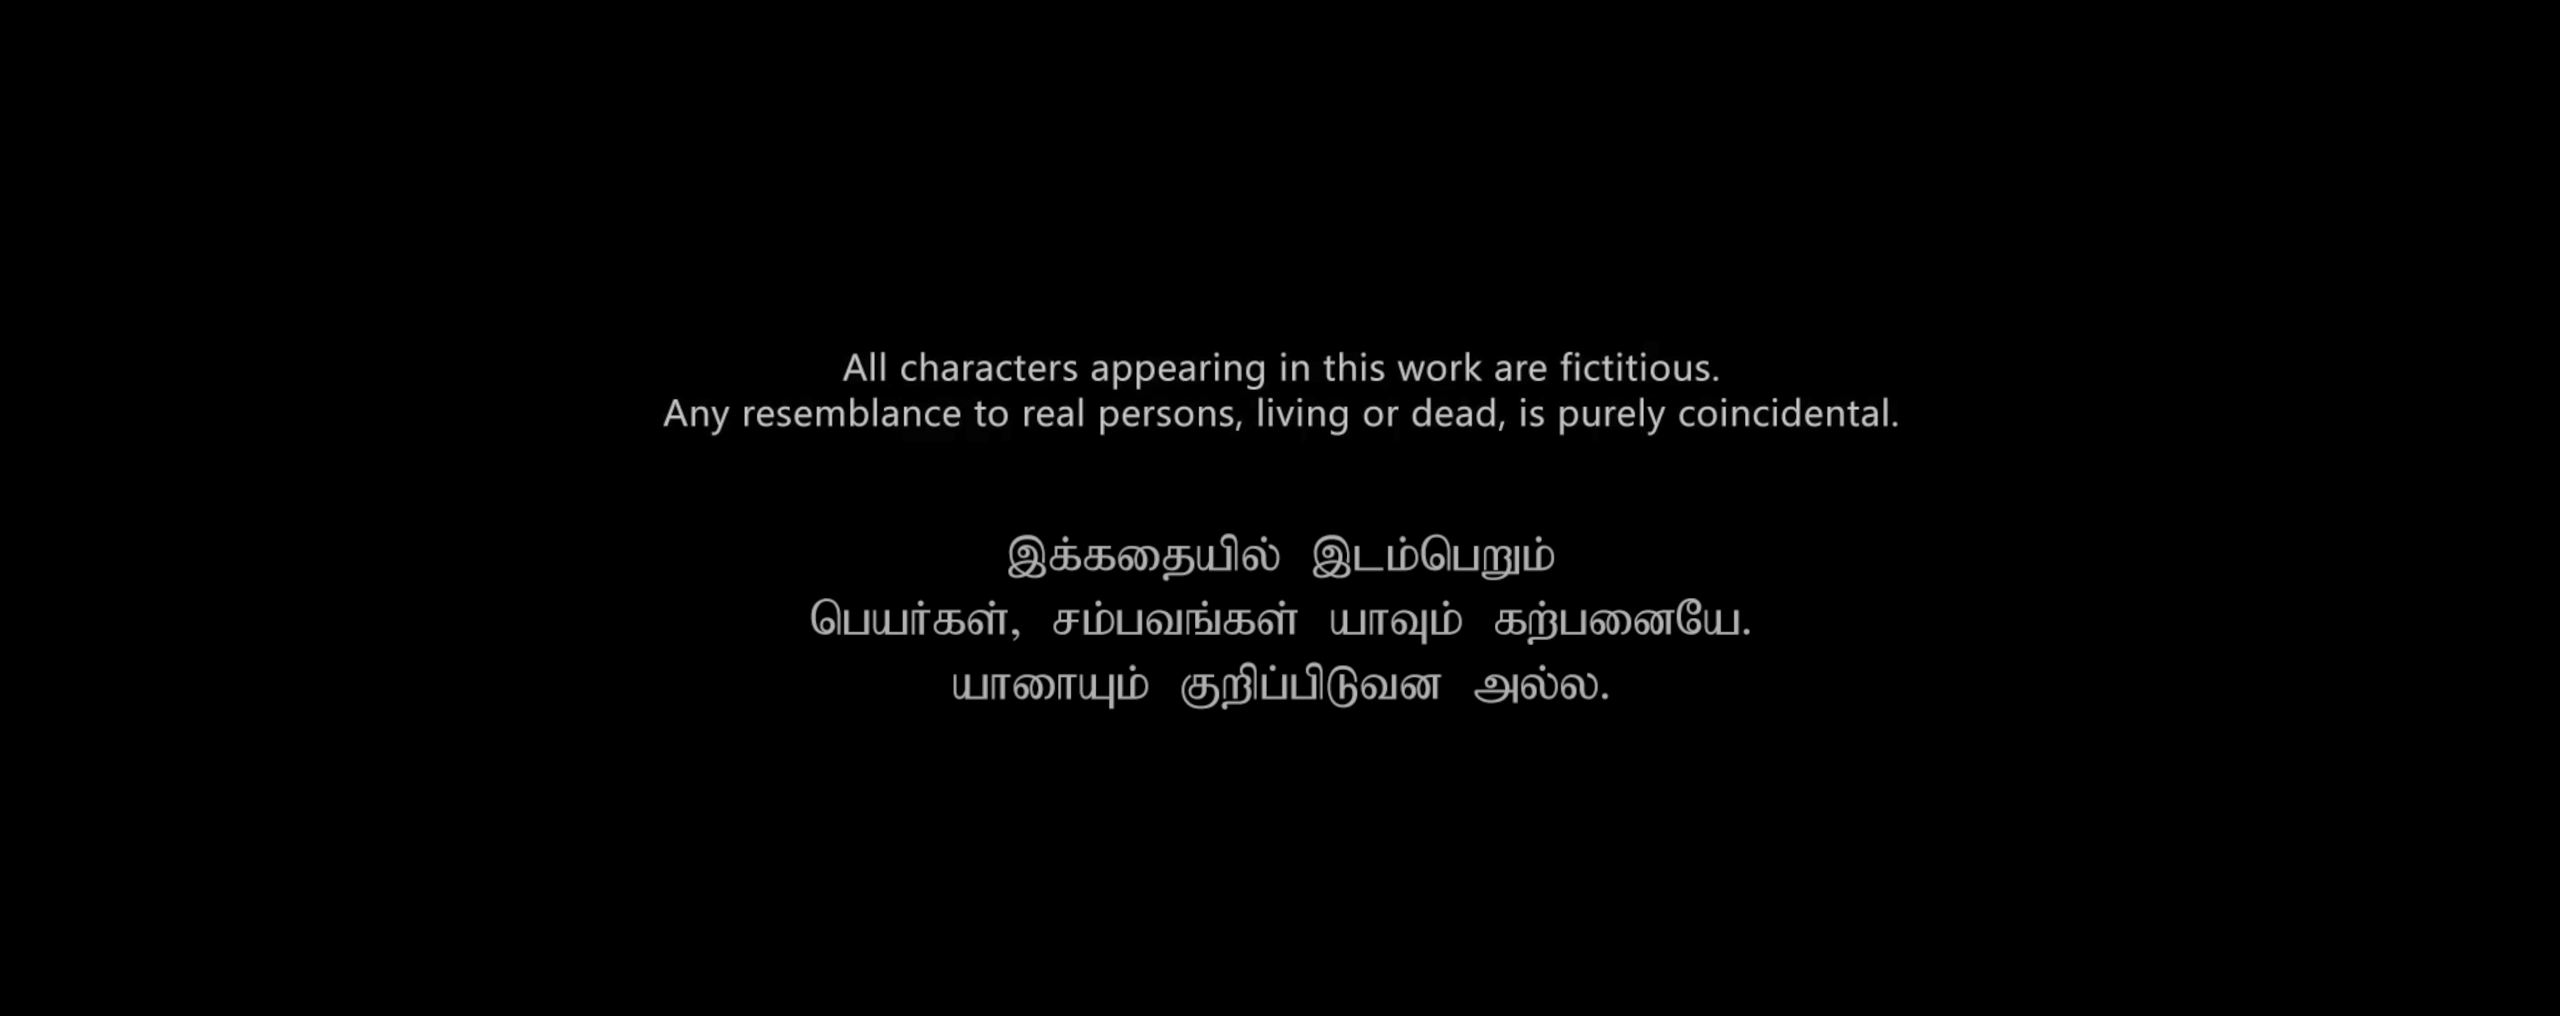 All characters appearing in this work are fictitious.
Any resemblance to real persons, living or dead, is purely coincidental.
இக்கதையில் இடம்பெறும்
பெயர்கள், சம்பவங்கள் யாவும் கற்பனையே.
யாரையும் குறிப்பிடுவன அல்ல.